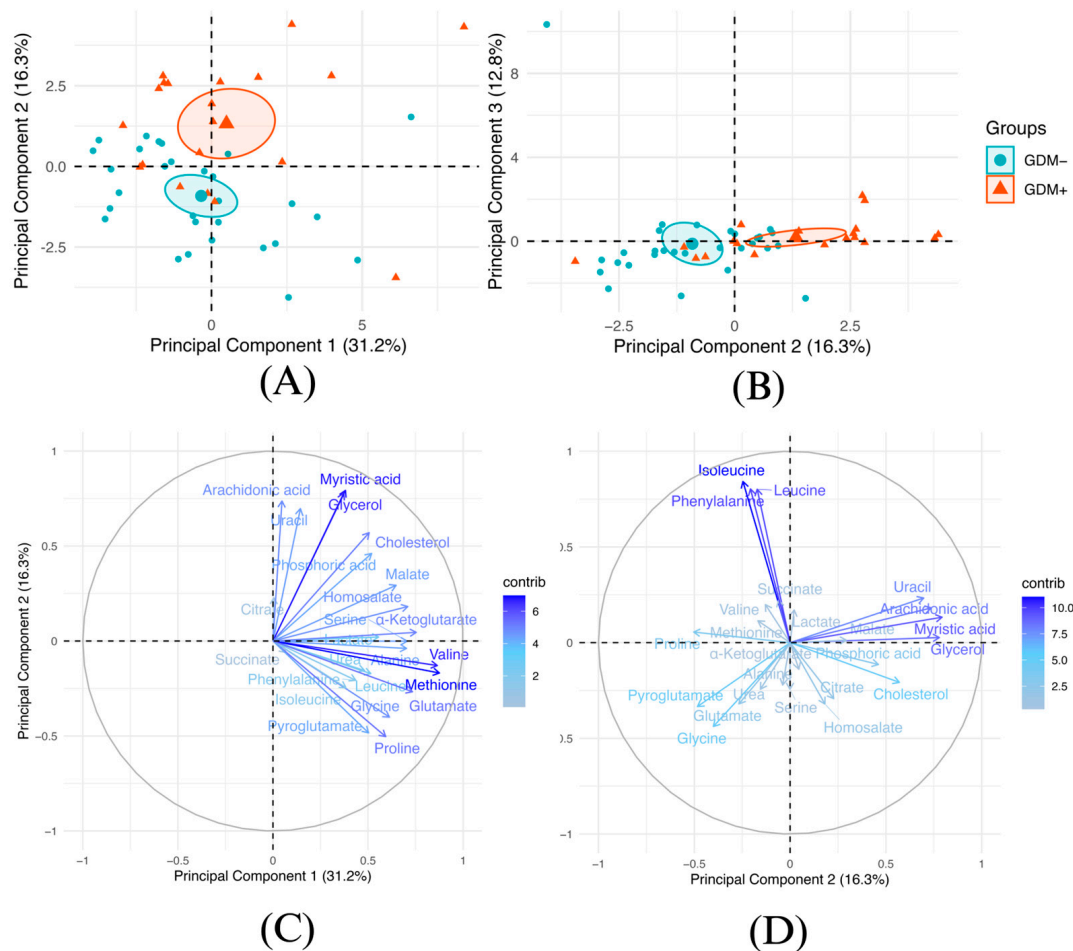 Principal Component 2 (16.3%)
2.5
0.0
-2.5
0
5
Principal Component 1 (31.2%)
(A)
Principal Component 3 (12.8%)
8
4
0
−2.5
0
2.5
Principal Component 2 (16.3%)
(B)
Groups
GDM−
GDM+
Principal Component 2 (16.3%)
1
0.5
0
−0.5
−1
−1
−0.5
0
0.5
1
Principal Component 1 (31.2%)
Myristic acid
Arachidonic acid
Glycerol
Uracil
Cholesterol
Phosphoric acid
Malate
Homosalate
Citrate
Serine
α-Ketoglutarate
Valine
Succinate
Urea
Alanine
Phenylalanine
Leucine
Methionine
Isoleucine
Glycine
Glutamate
Pyroglutamate
Proline
contrib
6
4
2
(C)
1
0.5
0
−0.5
−1
−1
−0.5
0
0.5
1
Principal Component 2 (16.3%)
Isoleucine
Leucine
Phenylalanine
Succinate
Uracil
Valine
Arachidonic acid
Lactate
Methionine
Malate
Myristic acid
Proline
α-Ketoglutarate
Phosphoric acid
Glycerol
Alanine
Citrate
Cholesterol
Pyroglutamate
Urea
Serine
Glutamate
Homosalate
Glycine
contrib
10.0
7.5
5.0
2.5
(D)